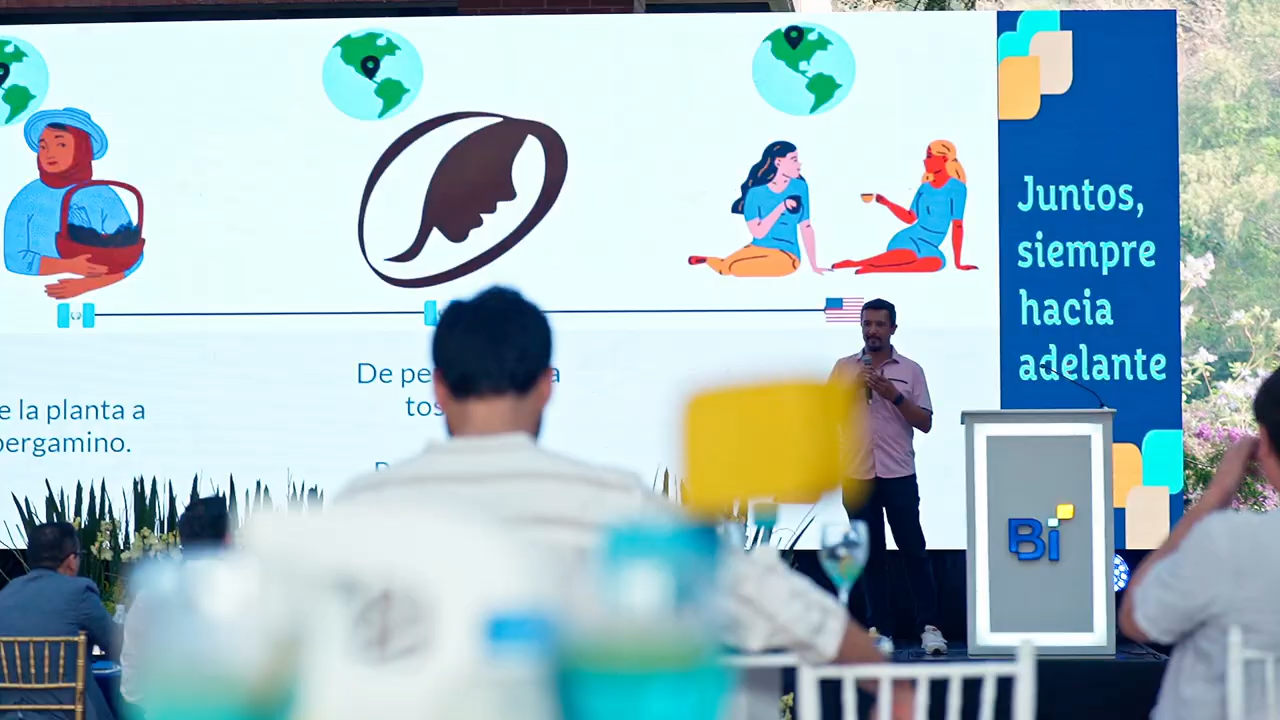 Juntos,
siempre
hacia
adelante
De pe
a
tos
e la planta a
pergamino.
Bi